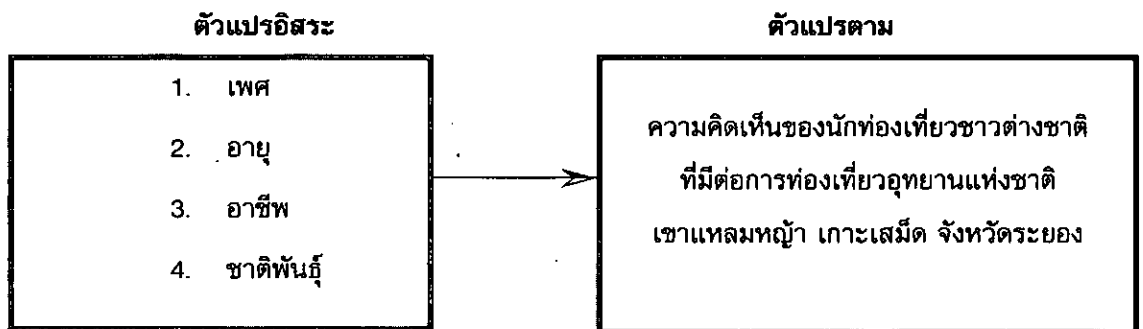 ตัวแปรอิสระ
1. เพศ
2. อายุ
3. อาชีพ
4. ชาติพันธุ์
ตัวแปรตาม
ความคิดเห็นของนักท่องเที่ยวชาวต่างชาติ
ที่มีต่อการท่องเที่ยวอุทยานแห่งชาติ
เขาแหลมหญ้า เกาะเสม็ด จังหวัดระยอง